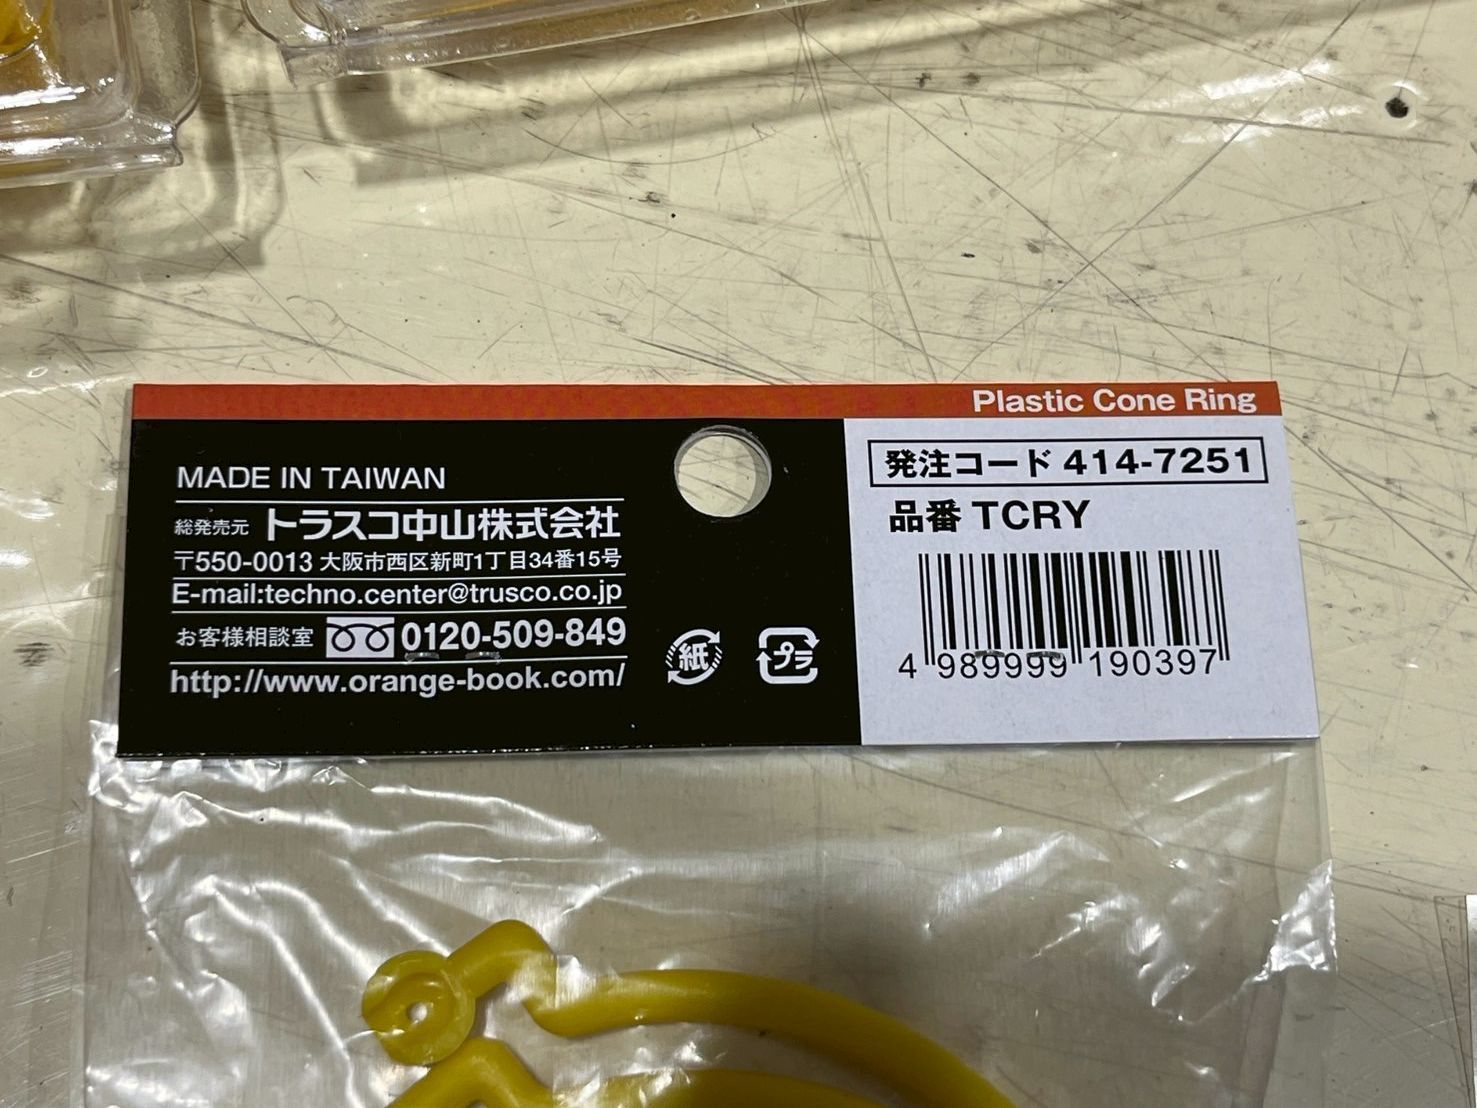 Plastic Cone Ring
MADE IN TAIWAN
総発売元 トラスコ中山株式会社
〒550-0013 大阪市西区新町1丁目34番15号
E-mail:techno.center@trusco.co.jp
お客様相談室 0120-509-849
http://www.orange-book.com/
紙
プラ
発注コード 414-7251
品番 TCRY
4 989999 190397